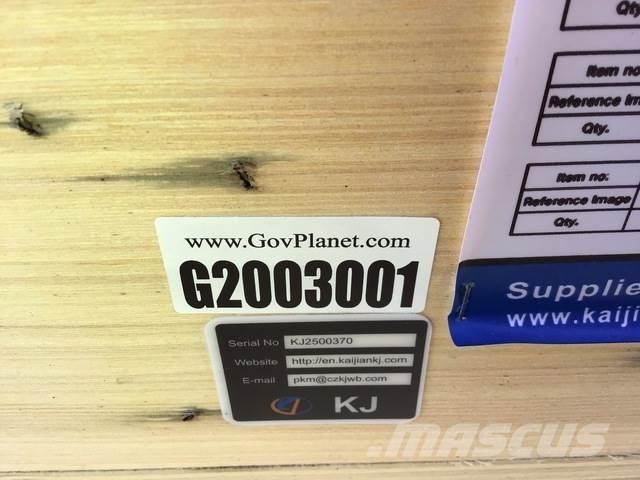 Qty
Item no
Reference Im
Qty.
Item no:
Reference Image
Qty.
www.GovPlanet.com
G2003001
Supplie
www.kaiji
Serial No KJ2500370
Website http://en.kaijiankj.com
E-mail pkm@czkjwb.com
KJ
mascus